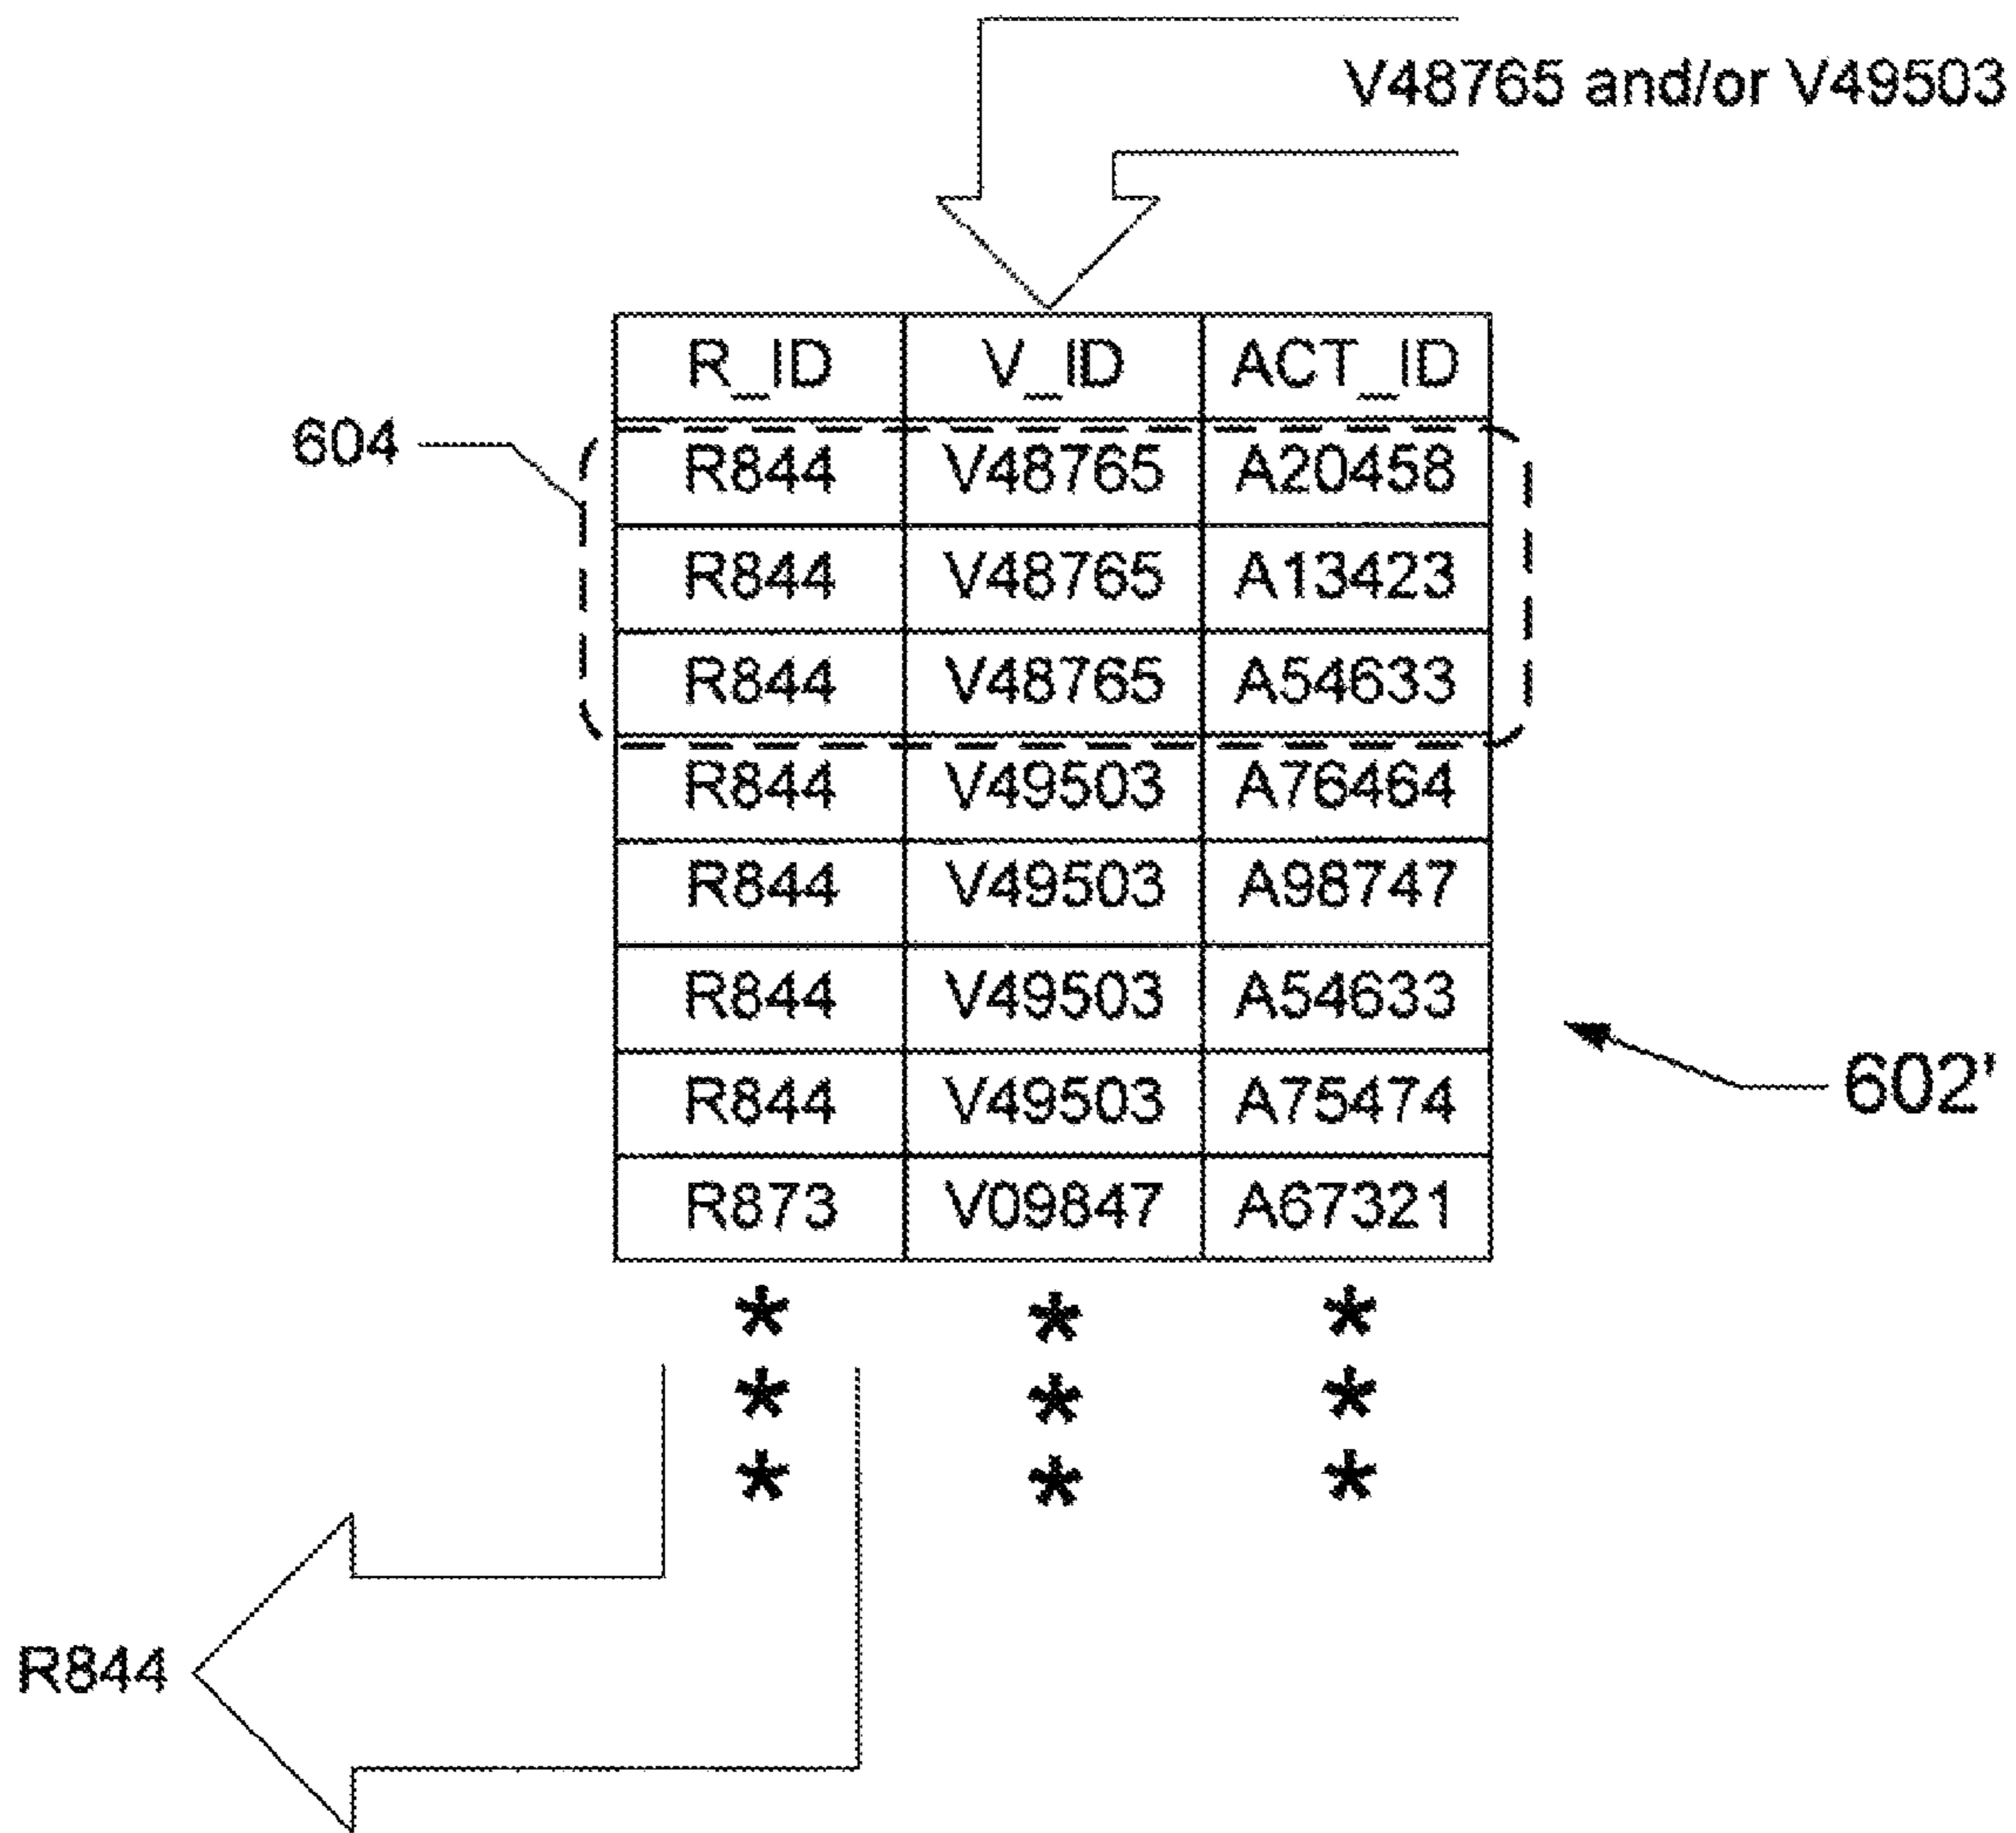 V48765 and/or V49503
R_ID V_ID ACT_ID
604
R844 V48765 A20458
R844 V48765 A13423
R844 V48765 A54633
R844 V49503 A76464
R844 V49503 A98747
R844 V49503 A54633
R844 V49503 A75474
602'
R873 V09847 A67321
* * *
* * *
* * *
R844